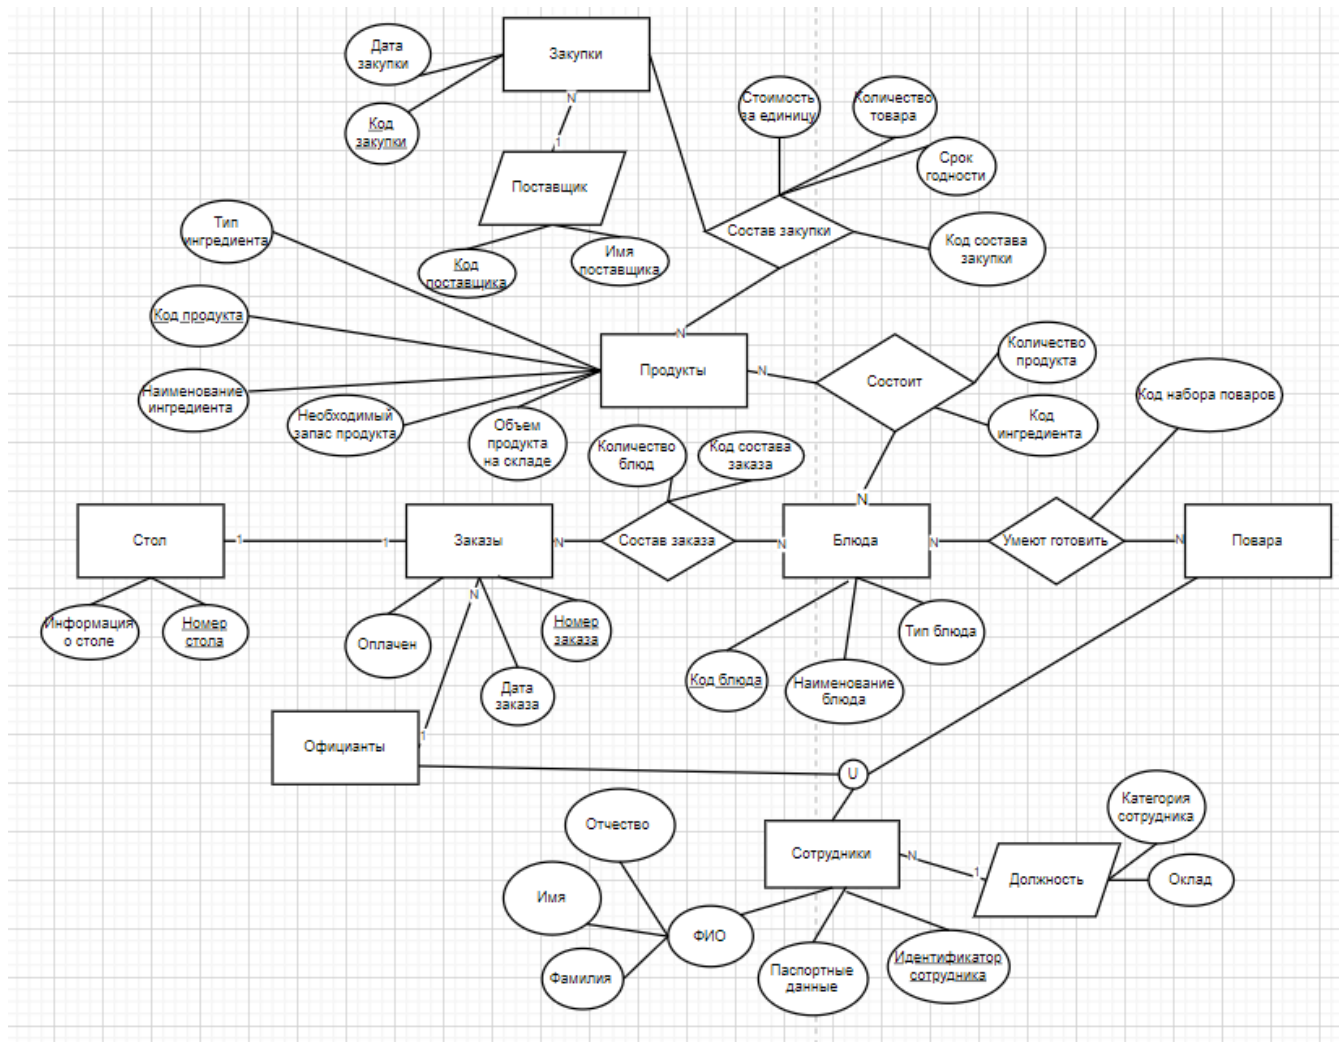 Закупки
Дата
закупки
Код
закупки
N
1
Стоимость
за единицу
Количество
товара
Срок
годности
Поставщик
Состав закупки
Код состава
закупки
Тип
ингредиента
Код
поставщика
Имя
поставщика
Код продукта
N
Продукты
N
Состоит
Количество
продукта
Код набора поваров
Наименование
ингредиента
Необходимый
запас продукта
Объем
продукта
на складе
Количество
блюд
Код состава
заказа
Код
ингредиента
N
Стол
1
1
Заказы
N
Состав заказа
N
Блюда
N
Умеют готовить
N
Повара
N
Информация
о столе
Номер
стола
Оплачен
Номер
заказа
Дата
заказа
Код блюда
Наименование
блюда
Тип блюда
1
Официанты
U
Отчество
Сотрудники
N
1
Должность
Категория
сотрудника
Оклад
Имя
ФИО
Фамилия
Паспортные
данные
Идентификатор
сотрудника